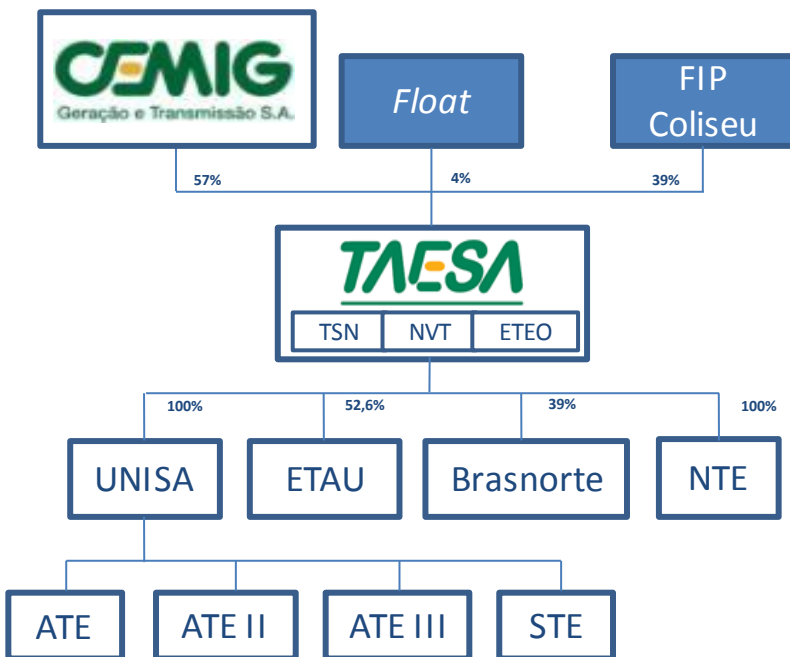 CEMIG
Geração e Transmissão S.A.
Float
FIP
Coliseu
57%
4%
39%
TAESA
TSN
NVT
ETEO
100%
52,6%
39%
100%
UNISA
ETAU
Brasnorte
NTE
ATE
ATE II
ATE III
STE